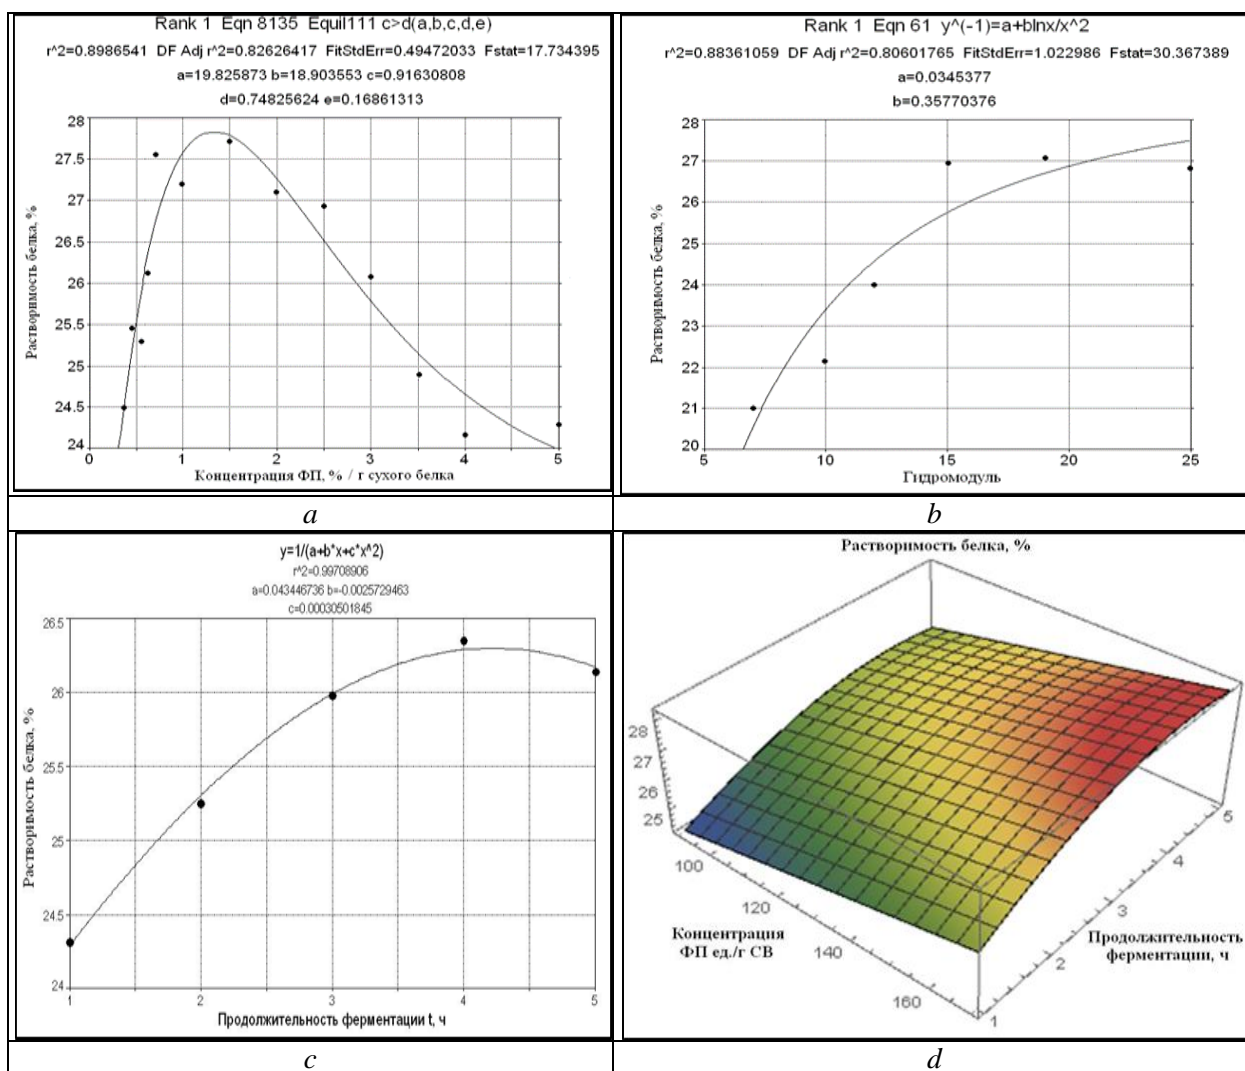 Rank 1 Eqn 8135 Equil111 c>d(a,b,c,d,e)
r^2=0.8986541 DF Adj r^2=0.82626417 FitStdErr=0.49472033 Fstat=17.734395
a=19.825873 b=18.903553 c=0.91630808
d=0.74825624 e=0.16861313
28
27.5
27
26.5
26
25.5
25
24.5
24
Растворимость белка, %
0 1 2 3 4 5
Концентрация ФП, % / г сухого белка
a
Rank 1 Eqn 61 y^(-1)=a+blnx/x^2
r^2=0.88361059 DF Adj r^2=0.80601765 FitStdErr=1.022986 Fstat=30.367389
a=0.0345377
b=0.35770376
28
27
26
25
24
23
22
21
20
Растворимость белка, %
5 10 15 20 25
Гидромодуль
b
y=1/(a+b*x+c*x^2)
r^2=0.99708906
a=0.043446736 b=-0.0025729463
c=0.00030501845
26.5
26
25.5
25
24.5
24
Растворимость белка, %
1 2 3 4 5
Продолжительность ферментации t, ч
c
Растворимость белка, %
28
27
26
25
100
120
140
160
Концентрация
ФП ед./г СВ
5
4
3
2
1
Продолжительность
ферментации, ч
d